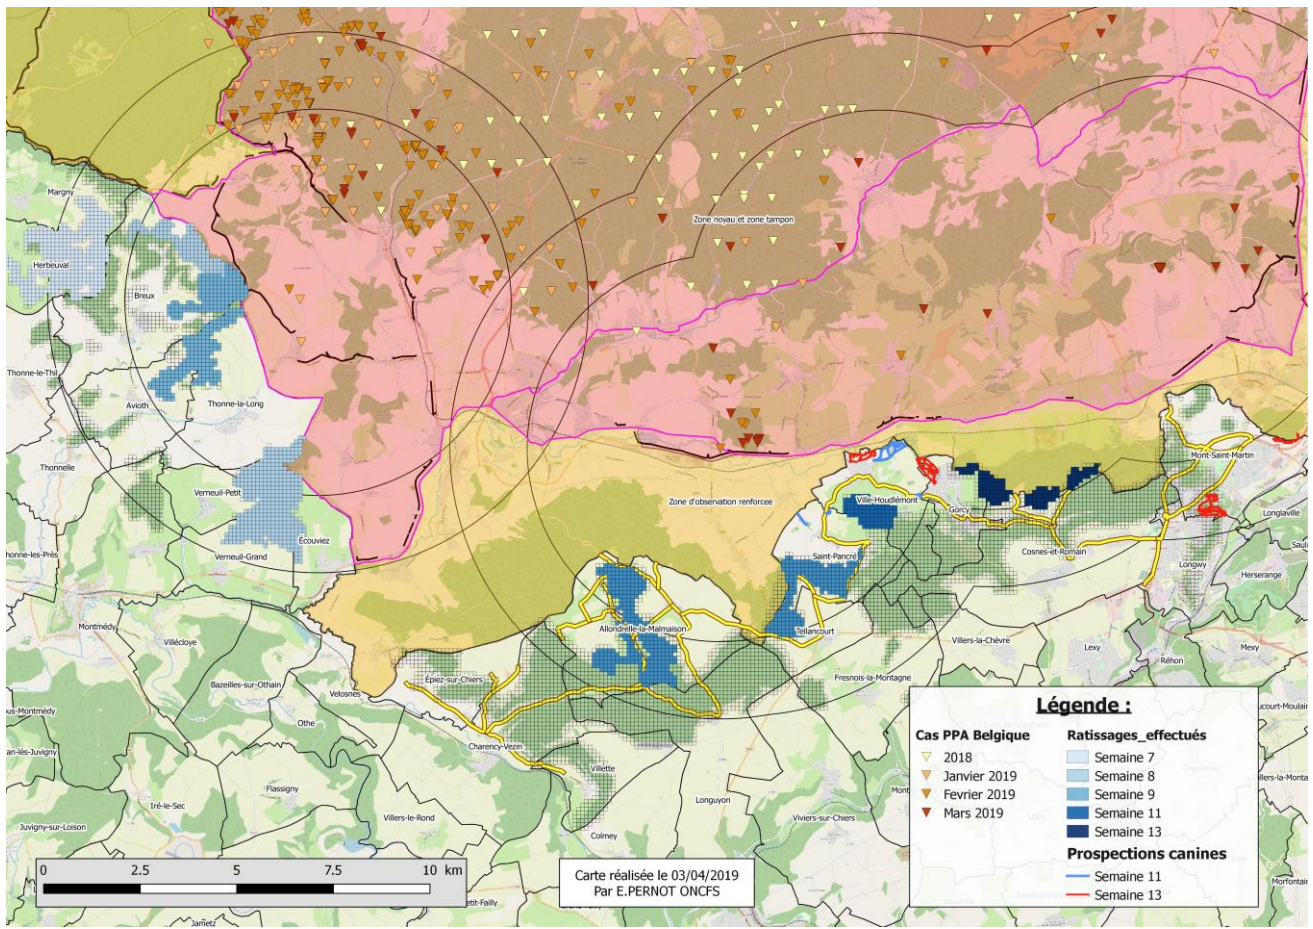 Margny
Herbeuval
Breux
Zone noyau et zone tampon
Thonne-le-Thil
Avioth
Thonne-la-Long
Thonnelle
Mont-Saint-Martin
Verneuil-Petit
Zone d'observation renforcee
Ville-Houdlémont
Gorcy
Longlaville
Écouviez
Verneuil-Grand
honne-les-Près
Saint-Pancré
Cosnes-et-Romain
Longwy
Herserange
Montmédy
Villécloye
Allondrelle-la-Malmaison
Tellancourt
Villers-la-Chèvre
Lexy
Mexy
Réhon
Bazeilles-sur-Othain
Velosnes
Épiez-sur-Chiers
Fresnois-la-Montagne
Othe
Charency-Vezin
Villette
Flassigny
Longuyon
Iré-le-Sec
Juvigny-sur-Loison
Villers-le-Rond
Viviers-sur-Chiers
Colmey
Jametz
Légende :
Cas PPA Belgique
2018
Janvier 2019
Fevrier 2019
Mars 2019
Ratissages_effectués
Semaine 7
Semaine 8
Semaine 9
Semaine 11
Semaine 13
Prospections canines
Semaine 11
Semaine 13
0 2.5 5 7.5 10 km
Carte réalisée le 03/04/2019
Par E.PERNOT ONCFS